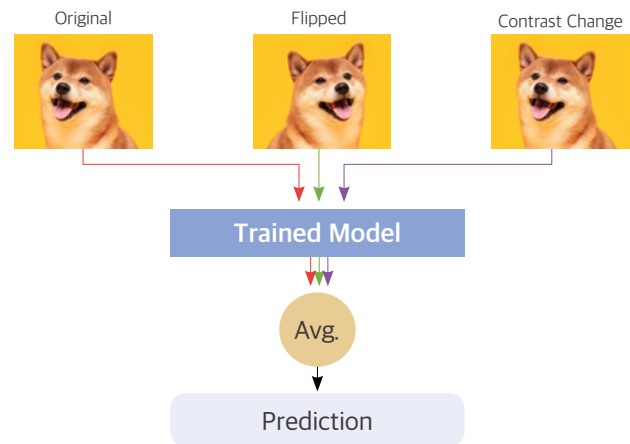 Original
Flipped
Contrast Change
Trained Model
Avg.
Prediction